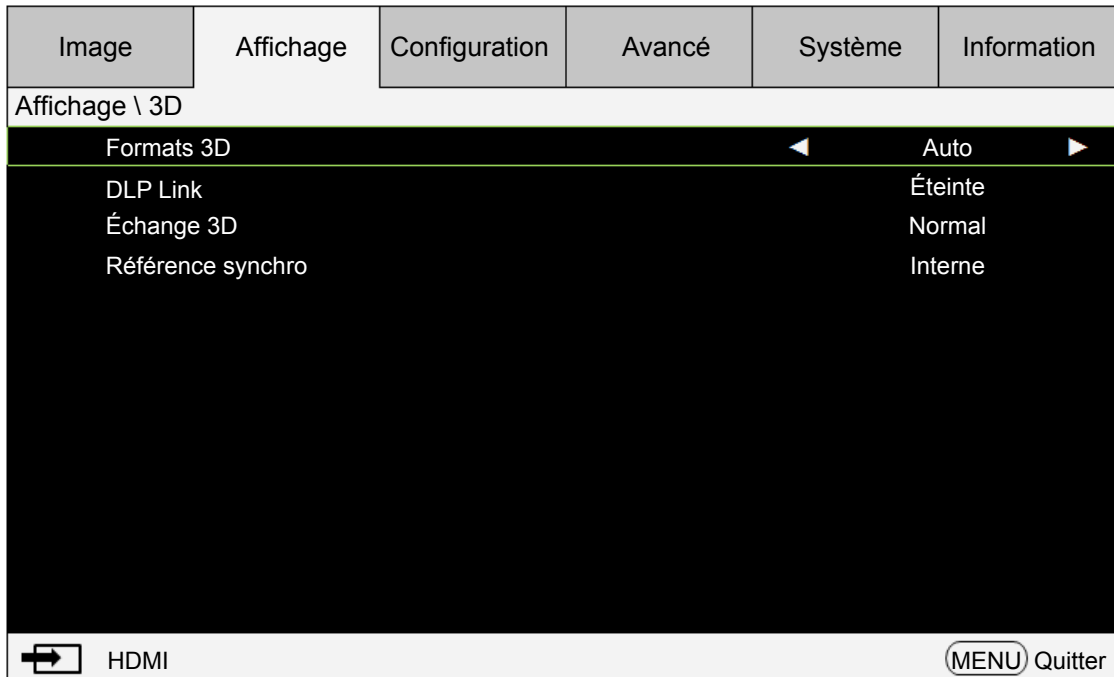 Image Affichage Configuration Avancé Système Information
Affichage \ 3D
Formats 3D Auto
DLP Link Éteinte
Échange 3D Normal
Référence synchro Interne
HDMI MENU Quitter